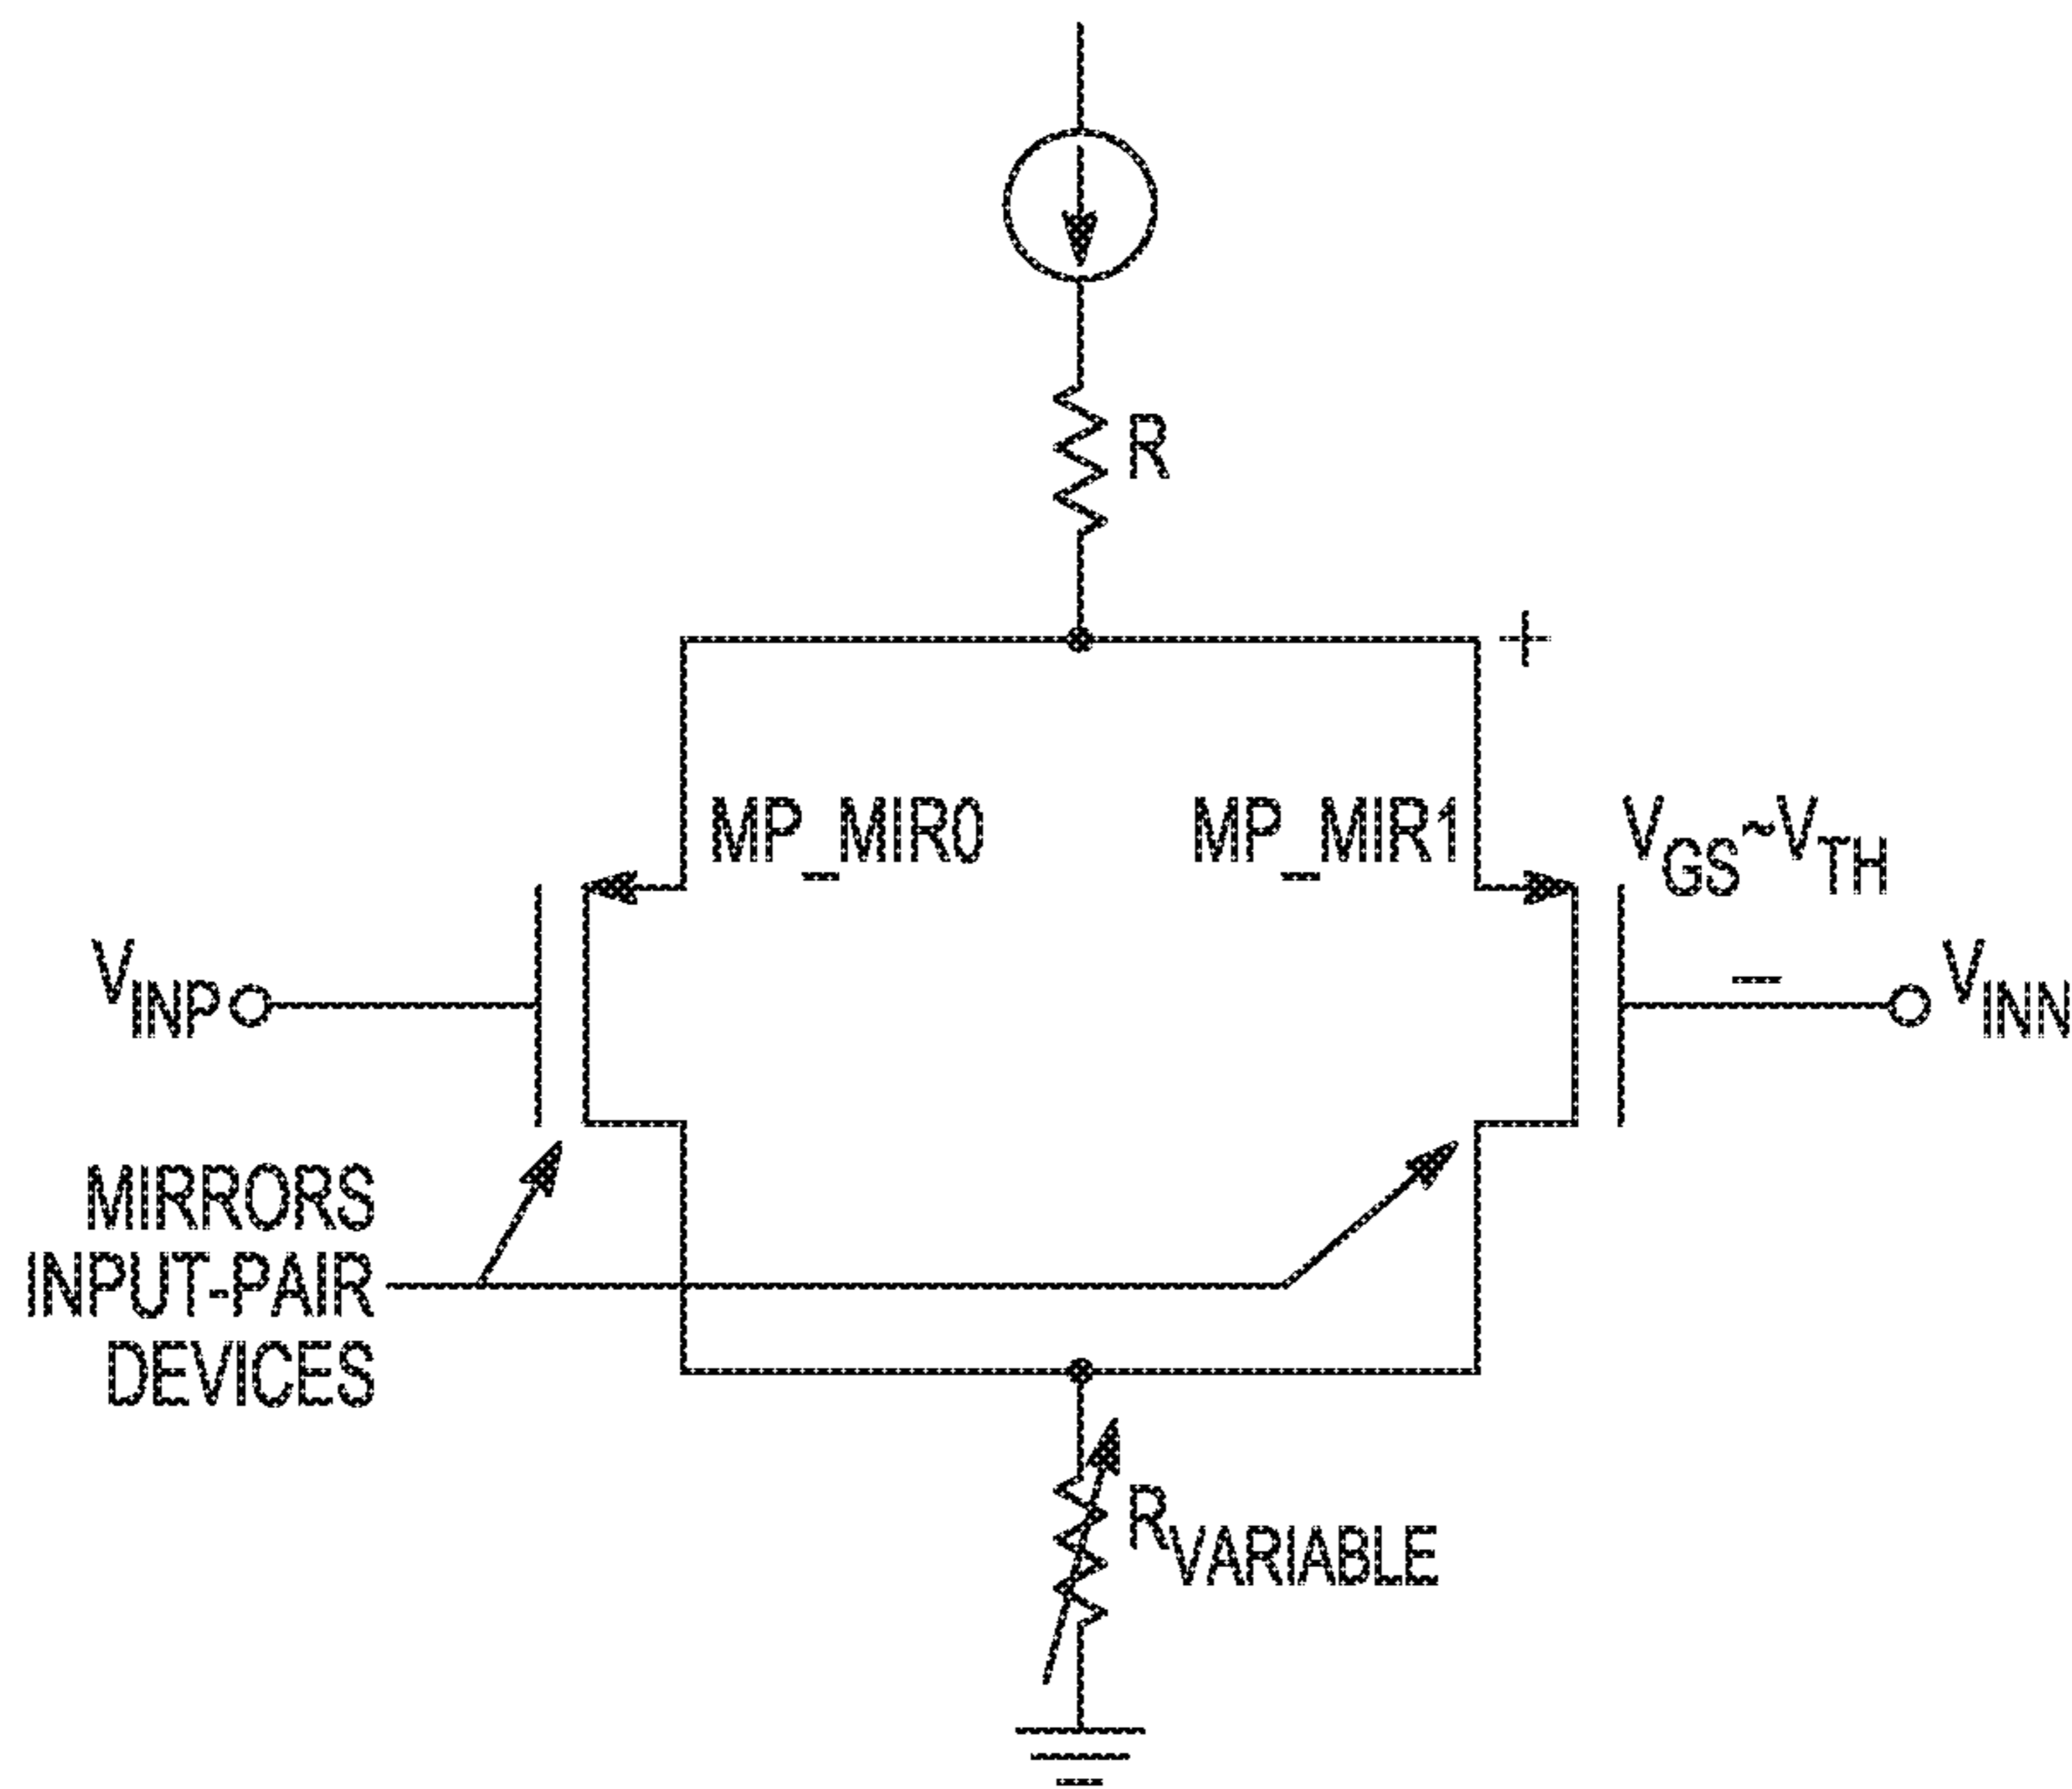 R
+
MP_MIR0
MP_MIR1
VGS~VTH
VINP
−
VINN
MIRRORS
INPUT-PAIR
DEVICES
RVARIABLE